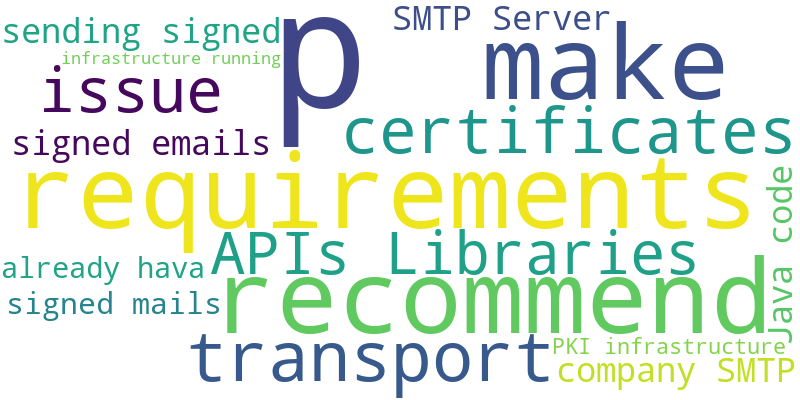 sending signed
SMTP Server
p
make
infrastructure running
issue
certificates
signed emails
requirements
Java code
APIs Libraries
already hava
recommend
signed mails
transport
PKI infrastructure
company SMTP